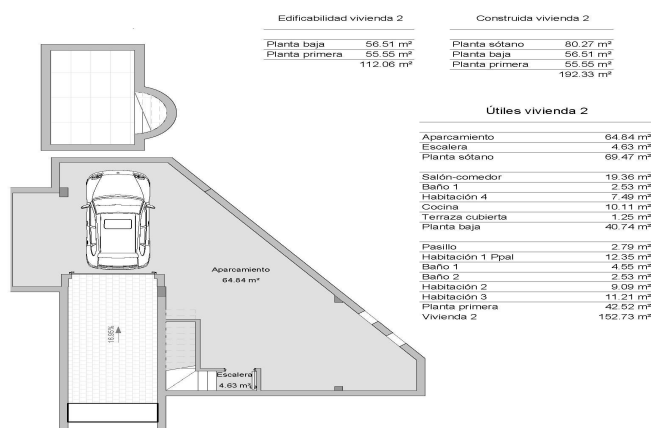 Edificabilidad vivienda 2
Planta baja 56.51 m²
Planta primera 55.55 m²
112.06 m²
Construida vivienda 2
Planta sótano 80.27 m²
Planta baja 56.51 m²
Planta primera 55.55 m²
192.33 m²
Útiles vivienda 2
Aparcamiento 64.84 m²
Escalera 4.63 m²
Planta sótano 69.47 m²
Salón-comedor 19.36 m²
Baño 1 2.53 m²
Habitación 4 7.49 m²
Cocina 10.11 m²
Terraza cubierta 1.25 m²
Planta baja 40.74 m²
Pasillo 2.79 m²
Habitación 1 Ppal 12.35 m²
Baño 1 4.55 m²
Baño 2 2.53 m²
Habitación 2 9.09 m²
Habitación 3 11.21 m²
Planta primera 42.52 m²
Vivienda 2 152.73 m²
Aparcamiento
64.84 m²
Escalera
4.63 m²